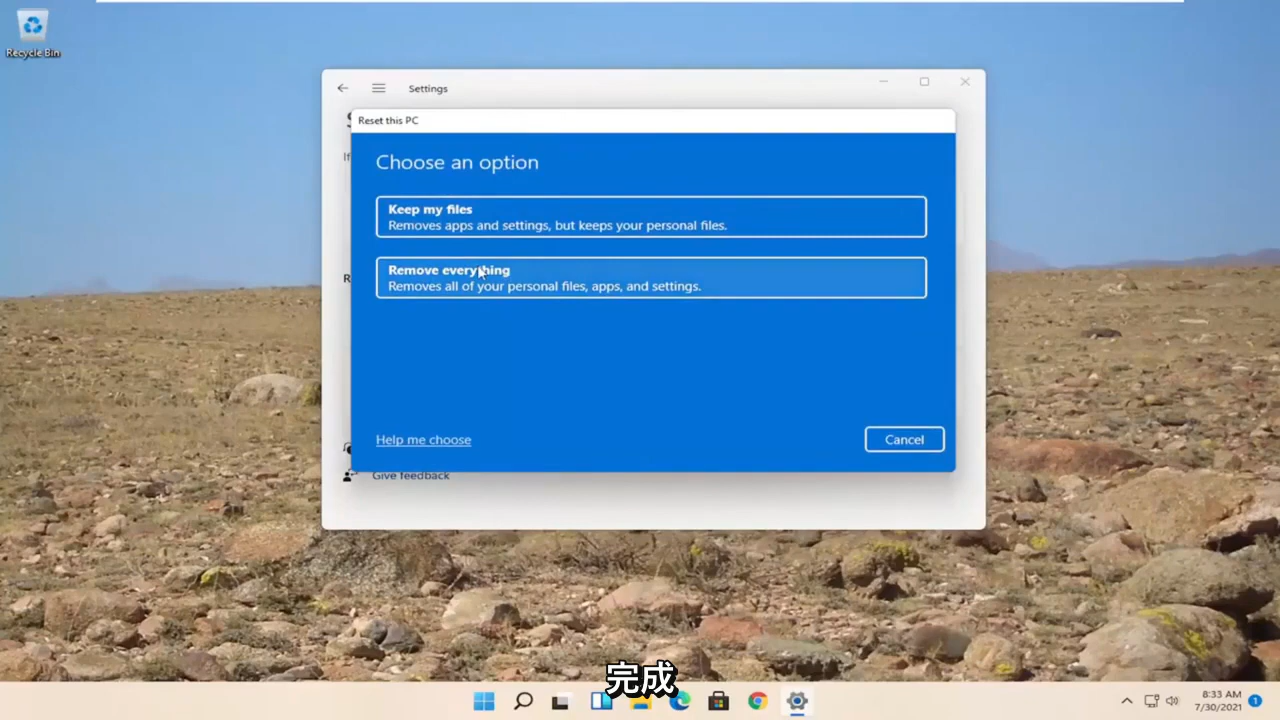 Recycle Bin
Settings
Reset this PC
Choose an option
Keep my files
Removes apps and settings, but keeps your personal files.
Remove everything
Removes all of your personal files, apps, and settings.
Help me choose
Cancel
Give feedback
完成
8:33 AM
7/30/2021
1